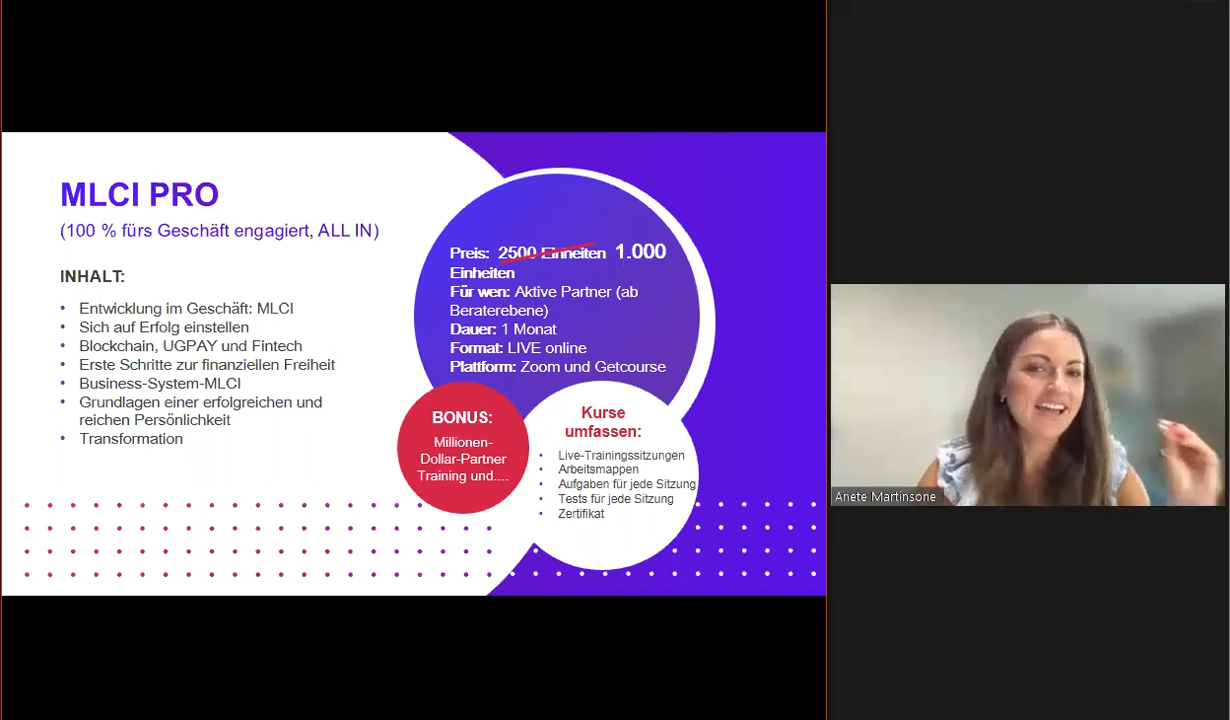 MLCI PRO
(100 % fürs Geschäft engagiert, ALL IN)
INHALT:
• Entwicklung im Geschäft: MLCI
• Sich auf Erfolg einstellen
• Blockchain, UGPAY und Fintech
• Erste Schritte zur finanziellen Freiheit
• Business-System-MLCI
• Grundlagen einer erfolgreichen und
reichen Persönlichkeit
• Transformation
Preis: 2500 Einheiten 1.000
Einheiten
Für wen: Aktive Partner (ab
Beraterebene)
Dauer: 1 Monat
Format: LIVE online
Plattform: Zoom und Getcourse
BONUS:
Millionen-
Dollar-Partner
Training und....
Kurse
umfassen:
• Live-Trainingssitzungen
• Arbeitsmappen
• Aufgaben für jede Sitzung
• Tests für jede Sitzung
• Zertifikat
Anete Martinsone